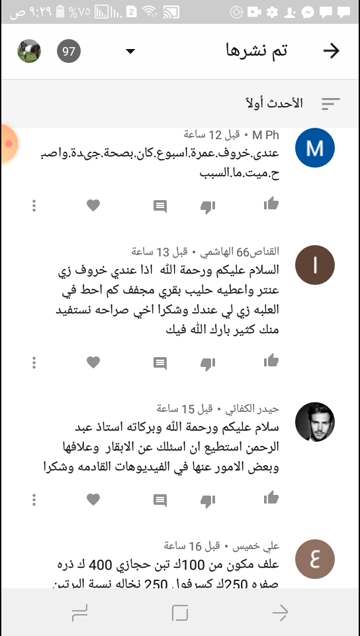 ٩:٢٩ ص
٧٥%
تم نشرها
97
الأحدث أولاً
M Ph • قبل 12 ساعة
عندى.خروف.عمرة.اسبوع.كان.بصحة.جىدة.واصب
ح.ميت.ما.السبب
القناص66 الهاشمي • قبل 13 ساعة
السلام عليكم ورحمة الله اذا عندي خروف زي
عنتر واعطيه حليب بقري مجفف كم احط في
العلبه زي لي عندك وشكرا اخي صراحه نستفيد
منك كثير بارك الله فيك
حيدر الكفائي • قبل 15 ساعة
سلام عليكم ورحمة الله وبركاته استاذ عبد
الرحمن استطيع ان اسئلك عن الابقار وعلافها
وبعض الامور عنها في الفيديوهات القادمه وشكرا
علي خميس • قبل 16 ساعة
علف مكون من 100ك تبن حجازي 400 ك ذره
صفره 250ك كسرفول 250 نخاله نسبة البرتين